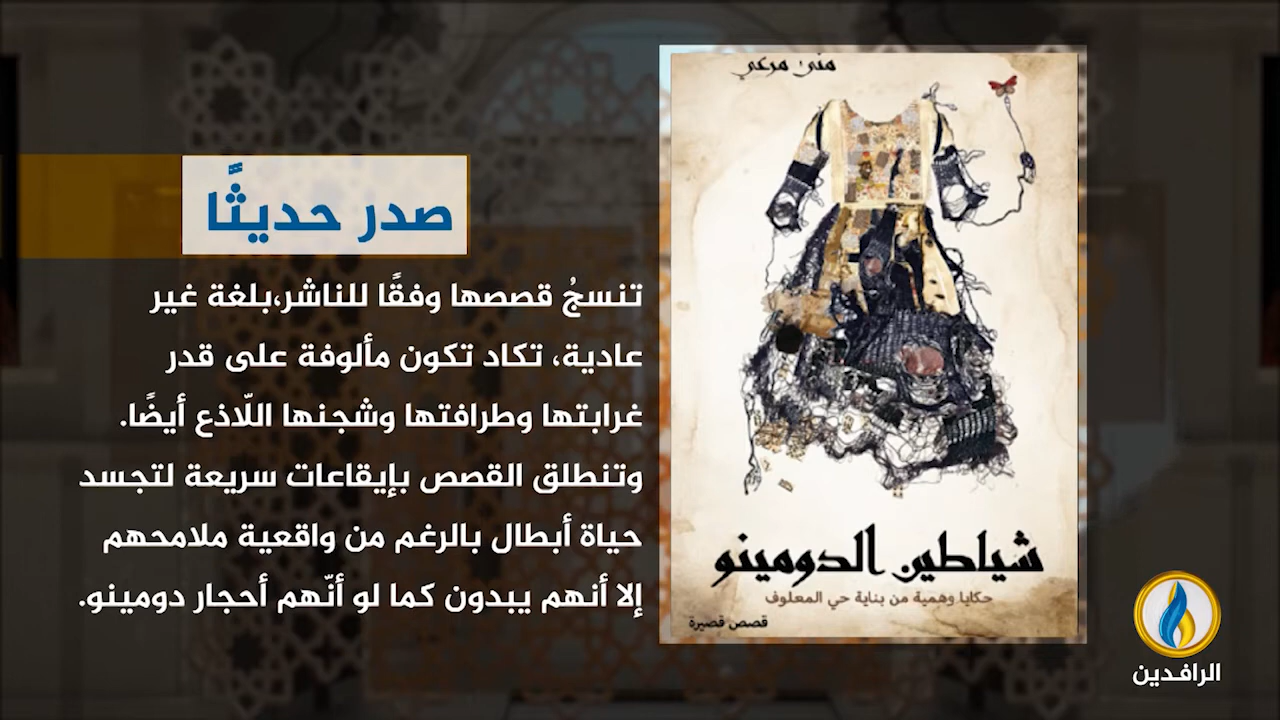 صدر حديثًا
تنسجُ قصصها وفقًا للناشر،بلغة غير
عادية، تكاد تكون مألوفة على قدر
غرابتها وطرافتها وشجنها اللّاذع أيضًا.
وتنطلق القصص بإيقاعات سريعة لتجسد
حياة أبطال بالرغم من واقعية ملامحهم
إلا أنهم يبدون كما لو أنّهم أحجار دومينو.
منى مرعي
شياطين الدومينو
حكايا وهمية من بناية حي المعلوف
قصص قصيرة
الرافدين